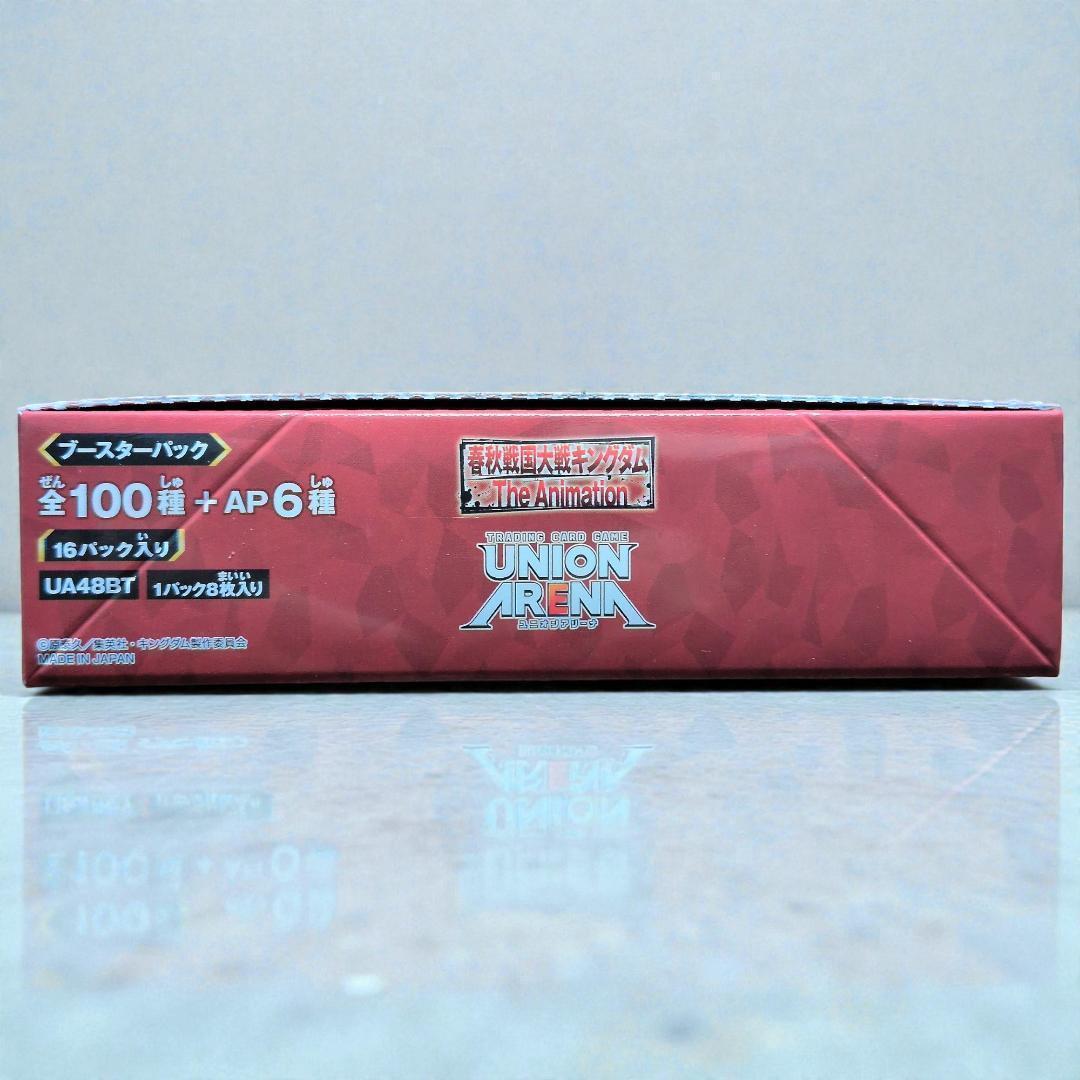 ブースターパック
ぜん しゅ しゅ
全100種+AP6種
い
16パック入り
まいい
UA48BT 1パック8枚入り
©原泰久/集英社・キングダム製作委員会
MADE IN JAPAN
春秋戦国大戦キングダム
The Animation
TRADING CARD GAME
UNION
ARENA
ユニオンアリーナ